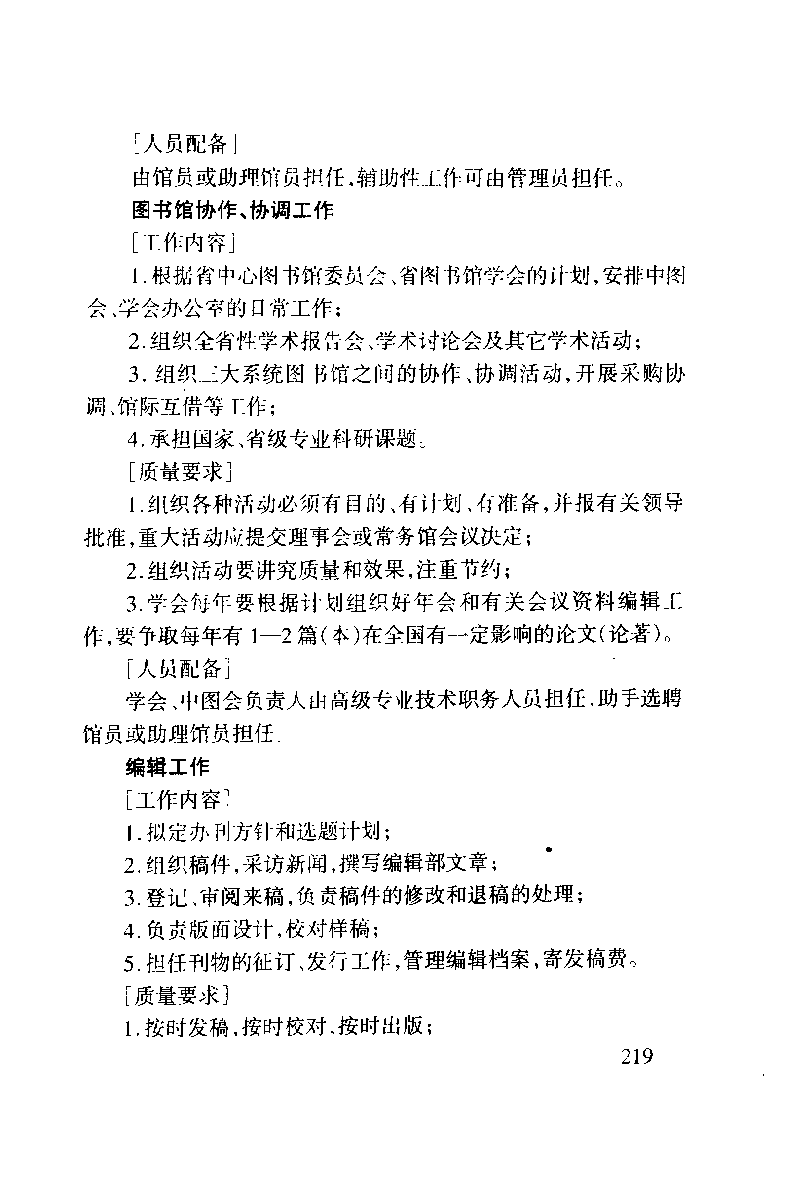 [人员配备]
由馆员或助理馆员担任,辅助性工作可由管理员担任。
图书馆协作、协调工作
[工作内容]
1.根据省中心图书馆委员会、省图书馆学会的计划,安排中图
会、学会办公室的日常工作;
2.组织全省性学术报告会、学术讨论会及其它学术活动;
3.组织三大系统图书馆之间的协作、协调活动,开展采购协
调、馆际互借等工作;
4.承担国家、省级专业科研课题。
[质量要求]
1.组织各种活动必须有目的、有计划、有准备,并报有关领导
批准,重大活动应提交理事会或常务馆会议决定;
2.组织活动要讲究质量和效果,注重节约;
3.学会每年要根据计划组织好年会和有关会议资料编辑工
作,要争取每年有1—2篇(本)在全国有一定影响的论文(论著)。
[人员配备]
学会、中图会负责人由高级专业技术职务人员担任,助手选聘
馆员或助理馆员担任.
编辑工作
[工作内容]
1.拟定办刊方针和选题计划;
2.组织稿件,采访新闻,撰写编辑部文章;
3.登记、审阅来稿,负责稿件的修改和退稿的处理;
4.负责版面设计,校对样稿;
5.担任刊物的征订、发行工作,管理编辑档案,寄发稿费。
[质量要求]
1.按时发稿,按时校对、按时出版;
219